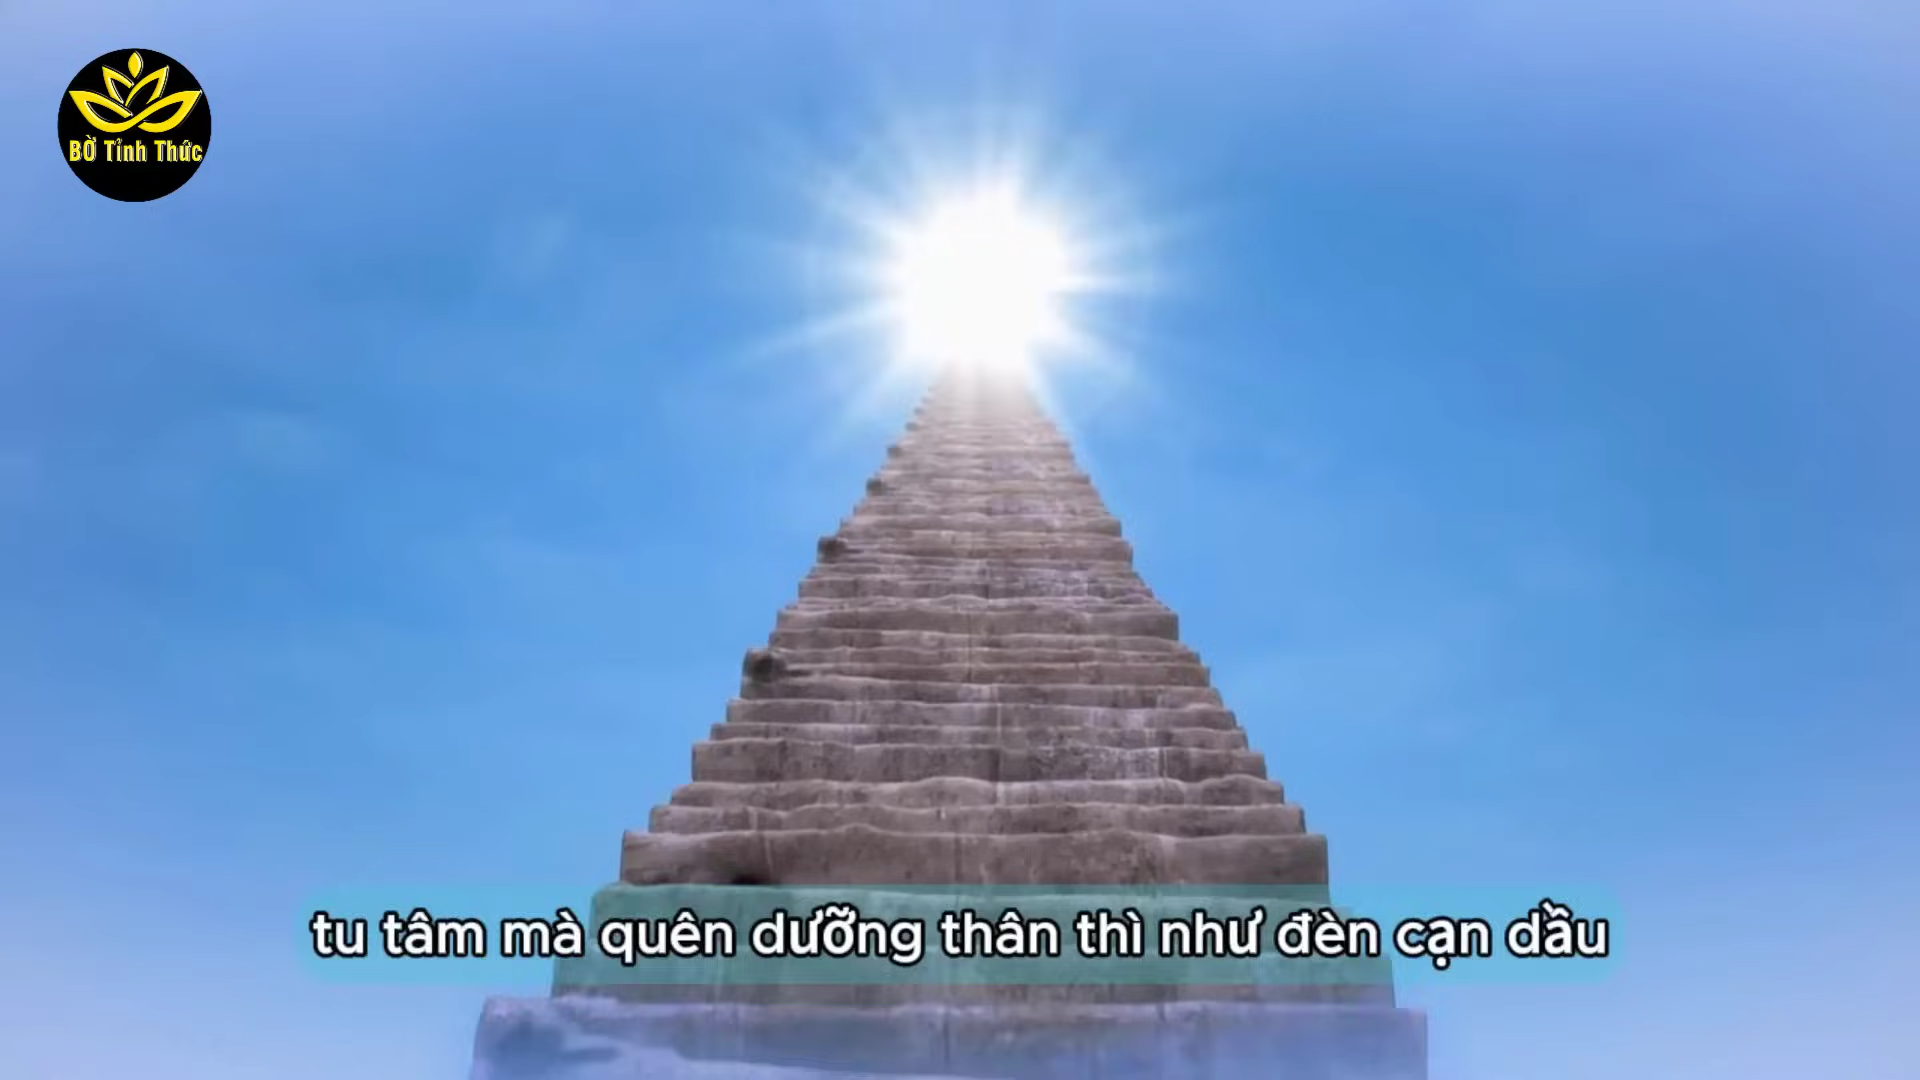 BỜ Tỉnh Thức
tu tâm mà quên dưỡng thân thì như đèn cạn dầu